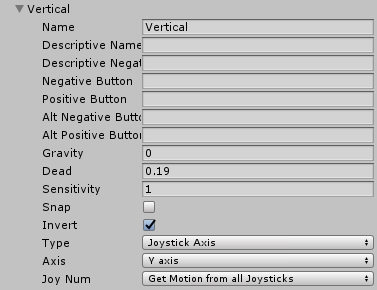 Vertical
Name Vertical
Descriptive Name
Descriptive Negat
Negative Button
Positive Button
Alt Negative Butto
Alt Positive Button
Gravity 0
Dead 0.19
Sensitivity 1
Snap
Invert
Type Joystick Axis
Axis Y axis
Joy Num Get Motion from all Joysticks